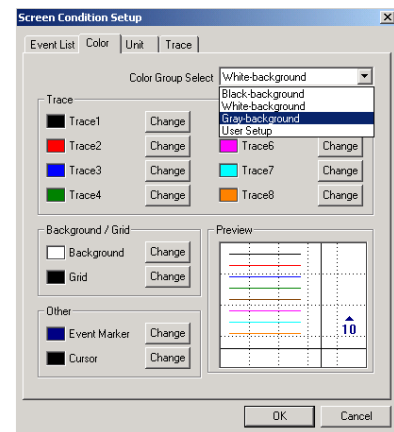 Screen Condition Setup
Event List Color Unit Trace
Color Group Select White-background
Black-background
White-background
Gray-background
User Setup
Trace
Trace1 Change
Trace2 Change Trace6 Change
Trace3 Change Trace7 Change
Trace4 Change Trace8 Change
Background / Grid
Background Change
Grid Change
Other
Event Marker Change
Cursor Change
Preview
10
OK Cancel